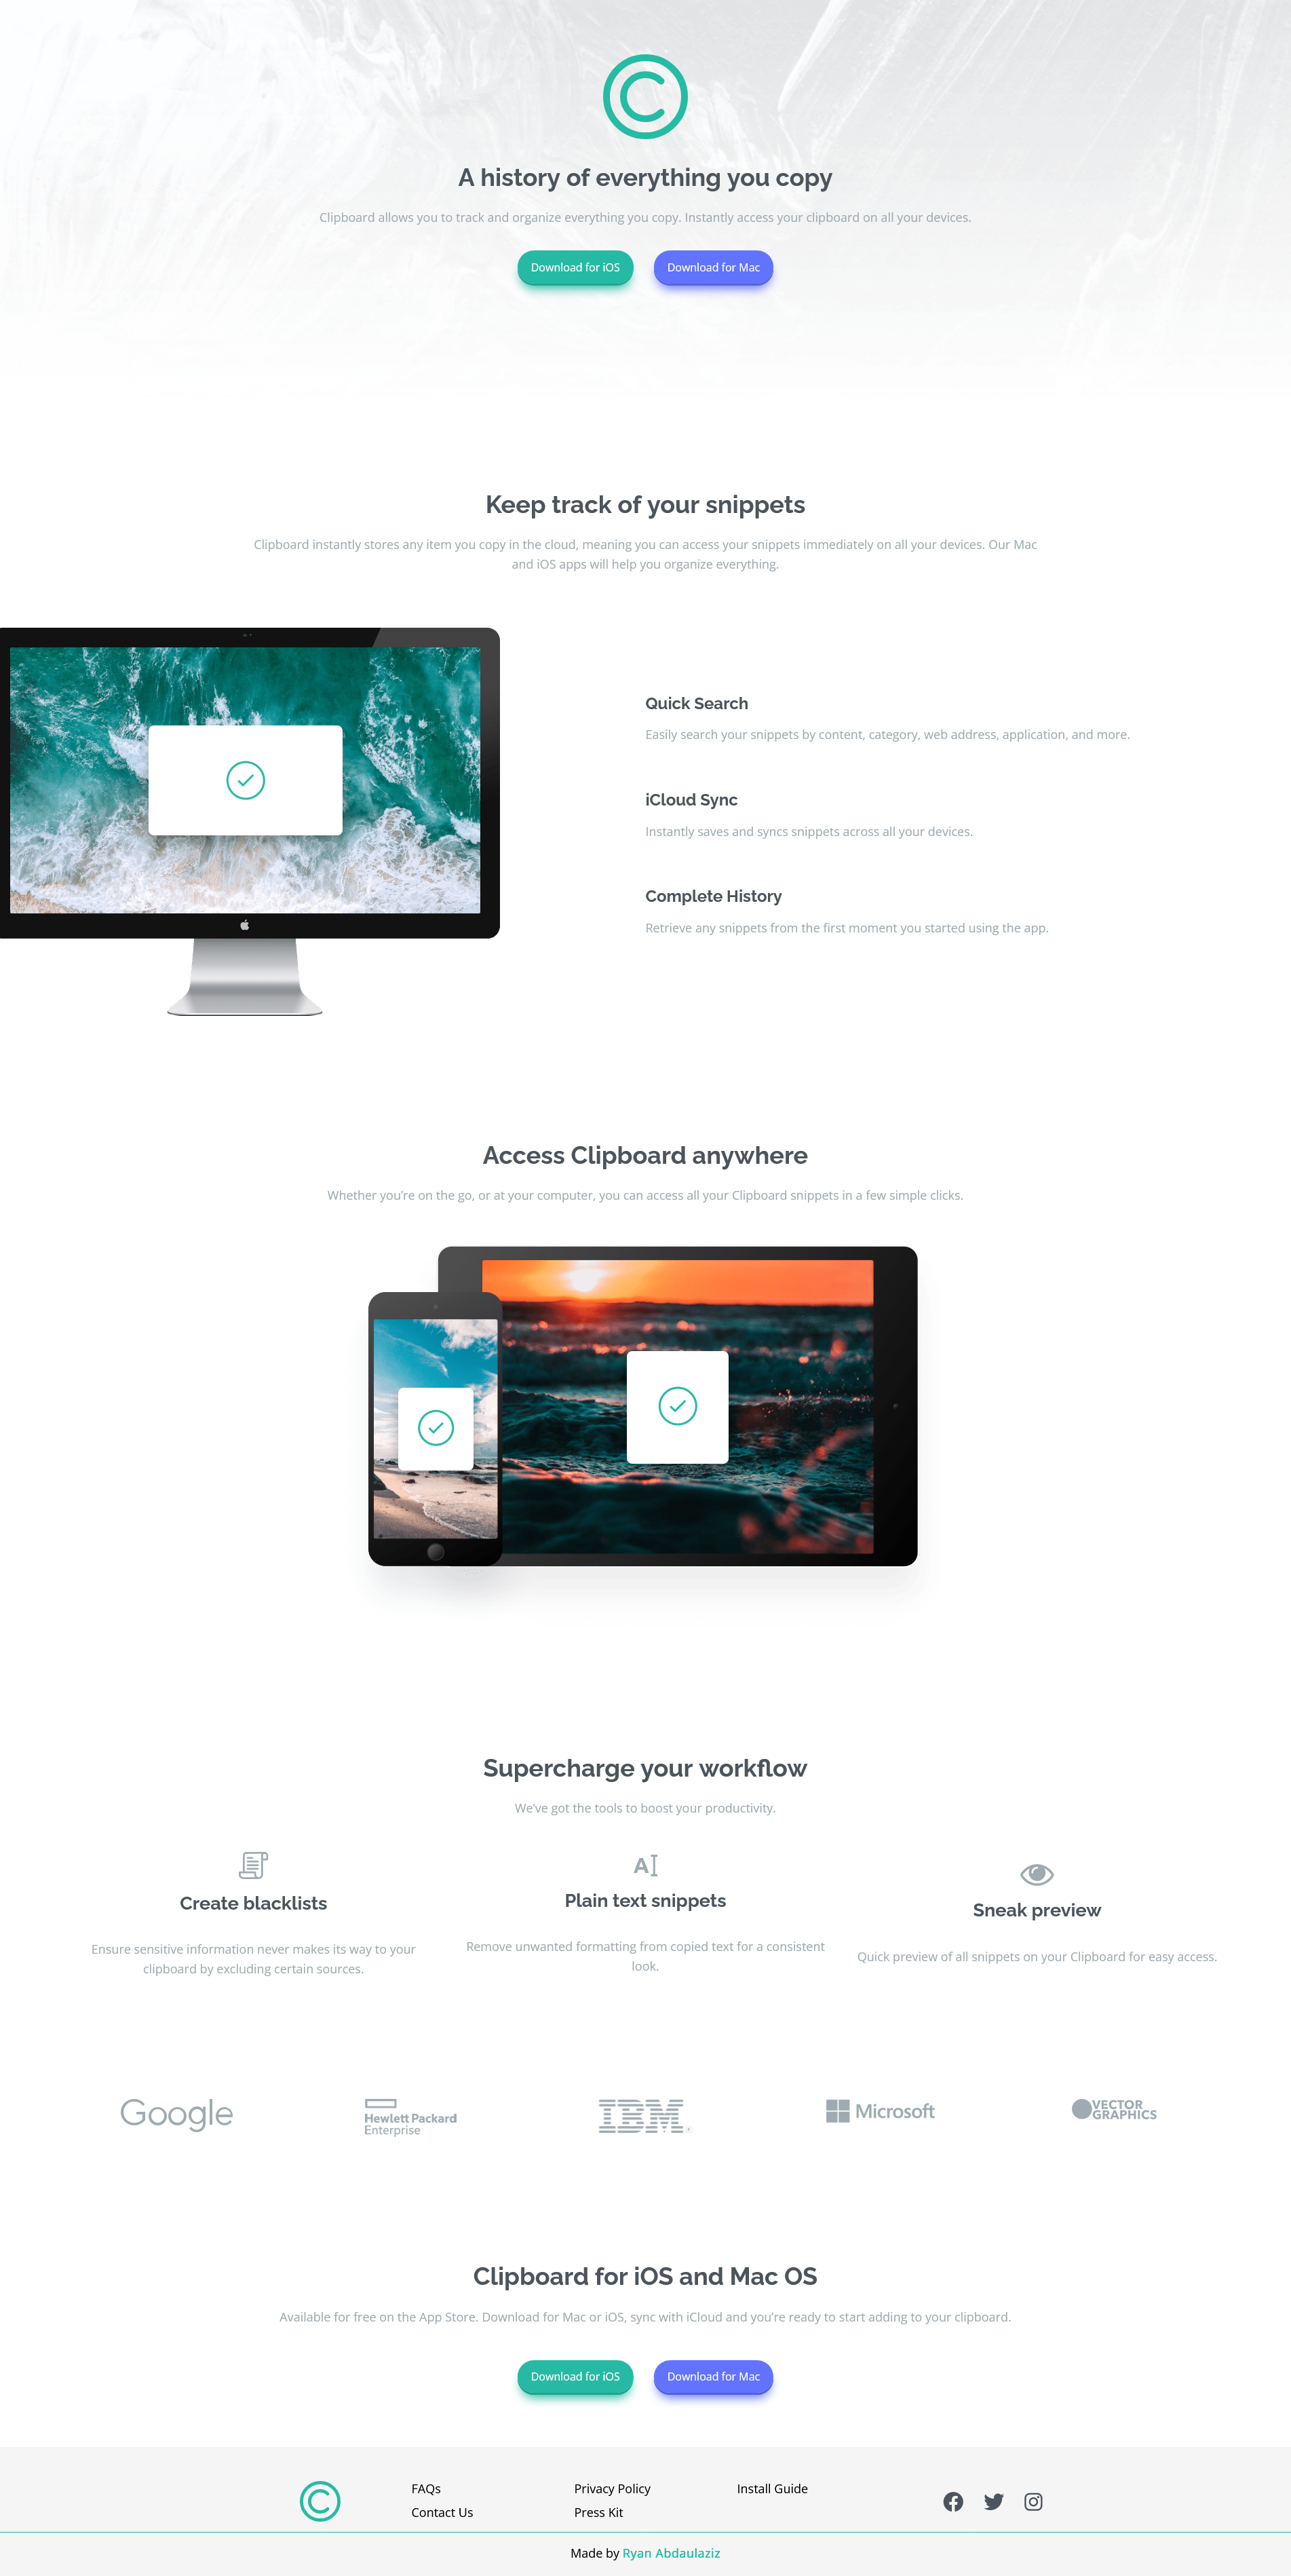 A history of everything you copy
Clipboard allows you to track and organize everything you copy. Instantly access your clipboard on all your devices.
Download for iOS
Download for Mac
Keep track of your snippets
Clipboard instantly stores any item you copy in the cloud, meaning you can access your snippets immediately on all your devices. Our Mac
and iOS apps will help you organize everything.
Quick Search
Easily search your snippets by content, category, web address, application, and more.
iCloud Sync
Instantly saves and syncs snippets across all your devices.
Complete History
Retrieve any snippets from the first moment you started using the app.
Access Clipboard anywhere
Whether you’re on the go, or at your computer, you can access all your Clipboard snippets in a few simple clicks.
Supercharge your workflow
We’ve got the tools to boost your productivity.
Create blacklists
Ensure sensitive information never makes its way to your
clipboard by excluding certain sources.
Plain text snippets
Remove unwanted formatting from copied text for a consistent
look.
Sneak preview
Quick preview of all snippets on your Clipboard for easy access.
Google
Hewlett Packard
Enterprise
IBM
Microsoft
VECTOR
GRAPHICS
Clipboard for iOS and Mac OS
Available for free on the App Store. Download for Mac or iOS, sync with iCloud and you’re ready to start adding to your clipboard.
Download for iOS
Download for Mac
FAQs
Contact Us
Privacy Policy
Press Kit
Install Guide
Made by Ryan Abdaulaziz